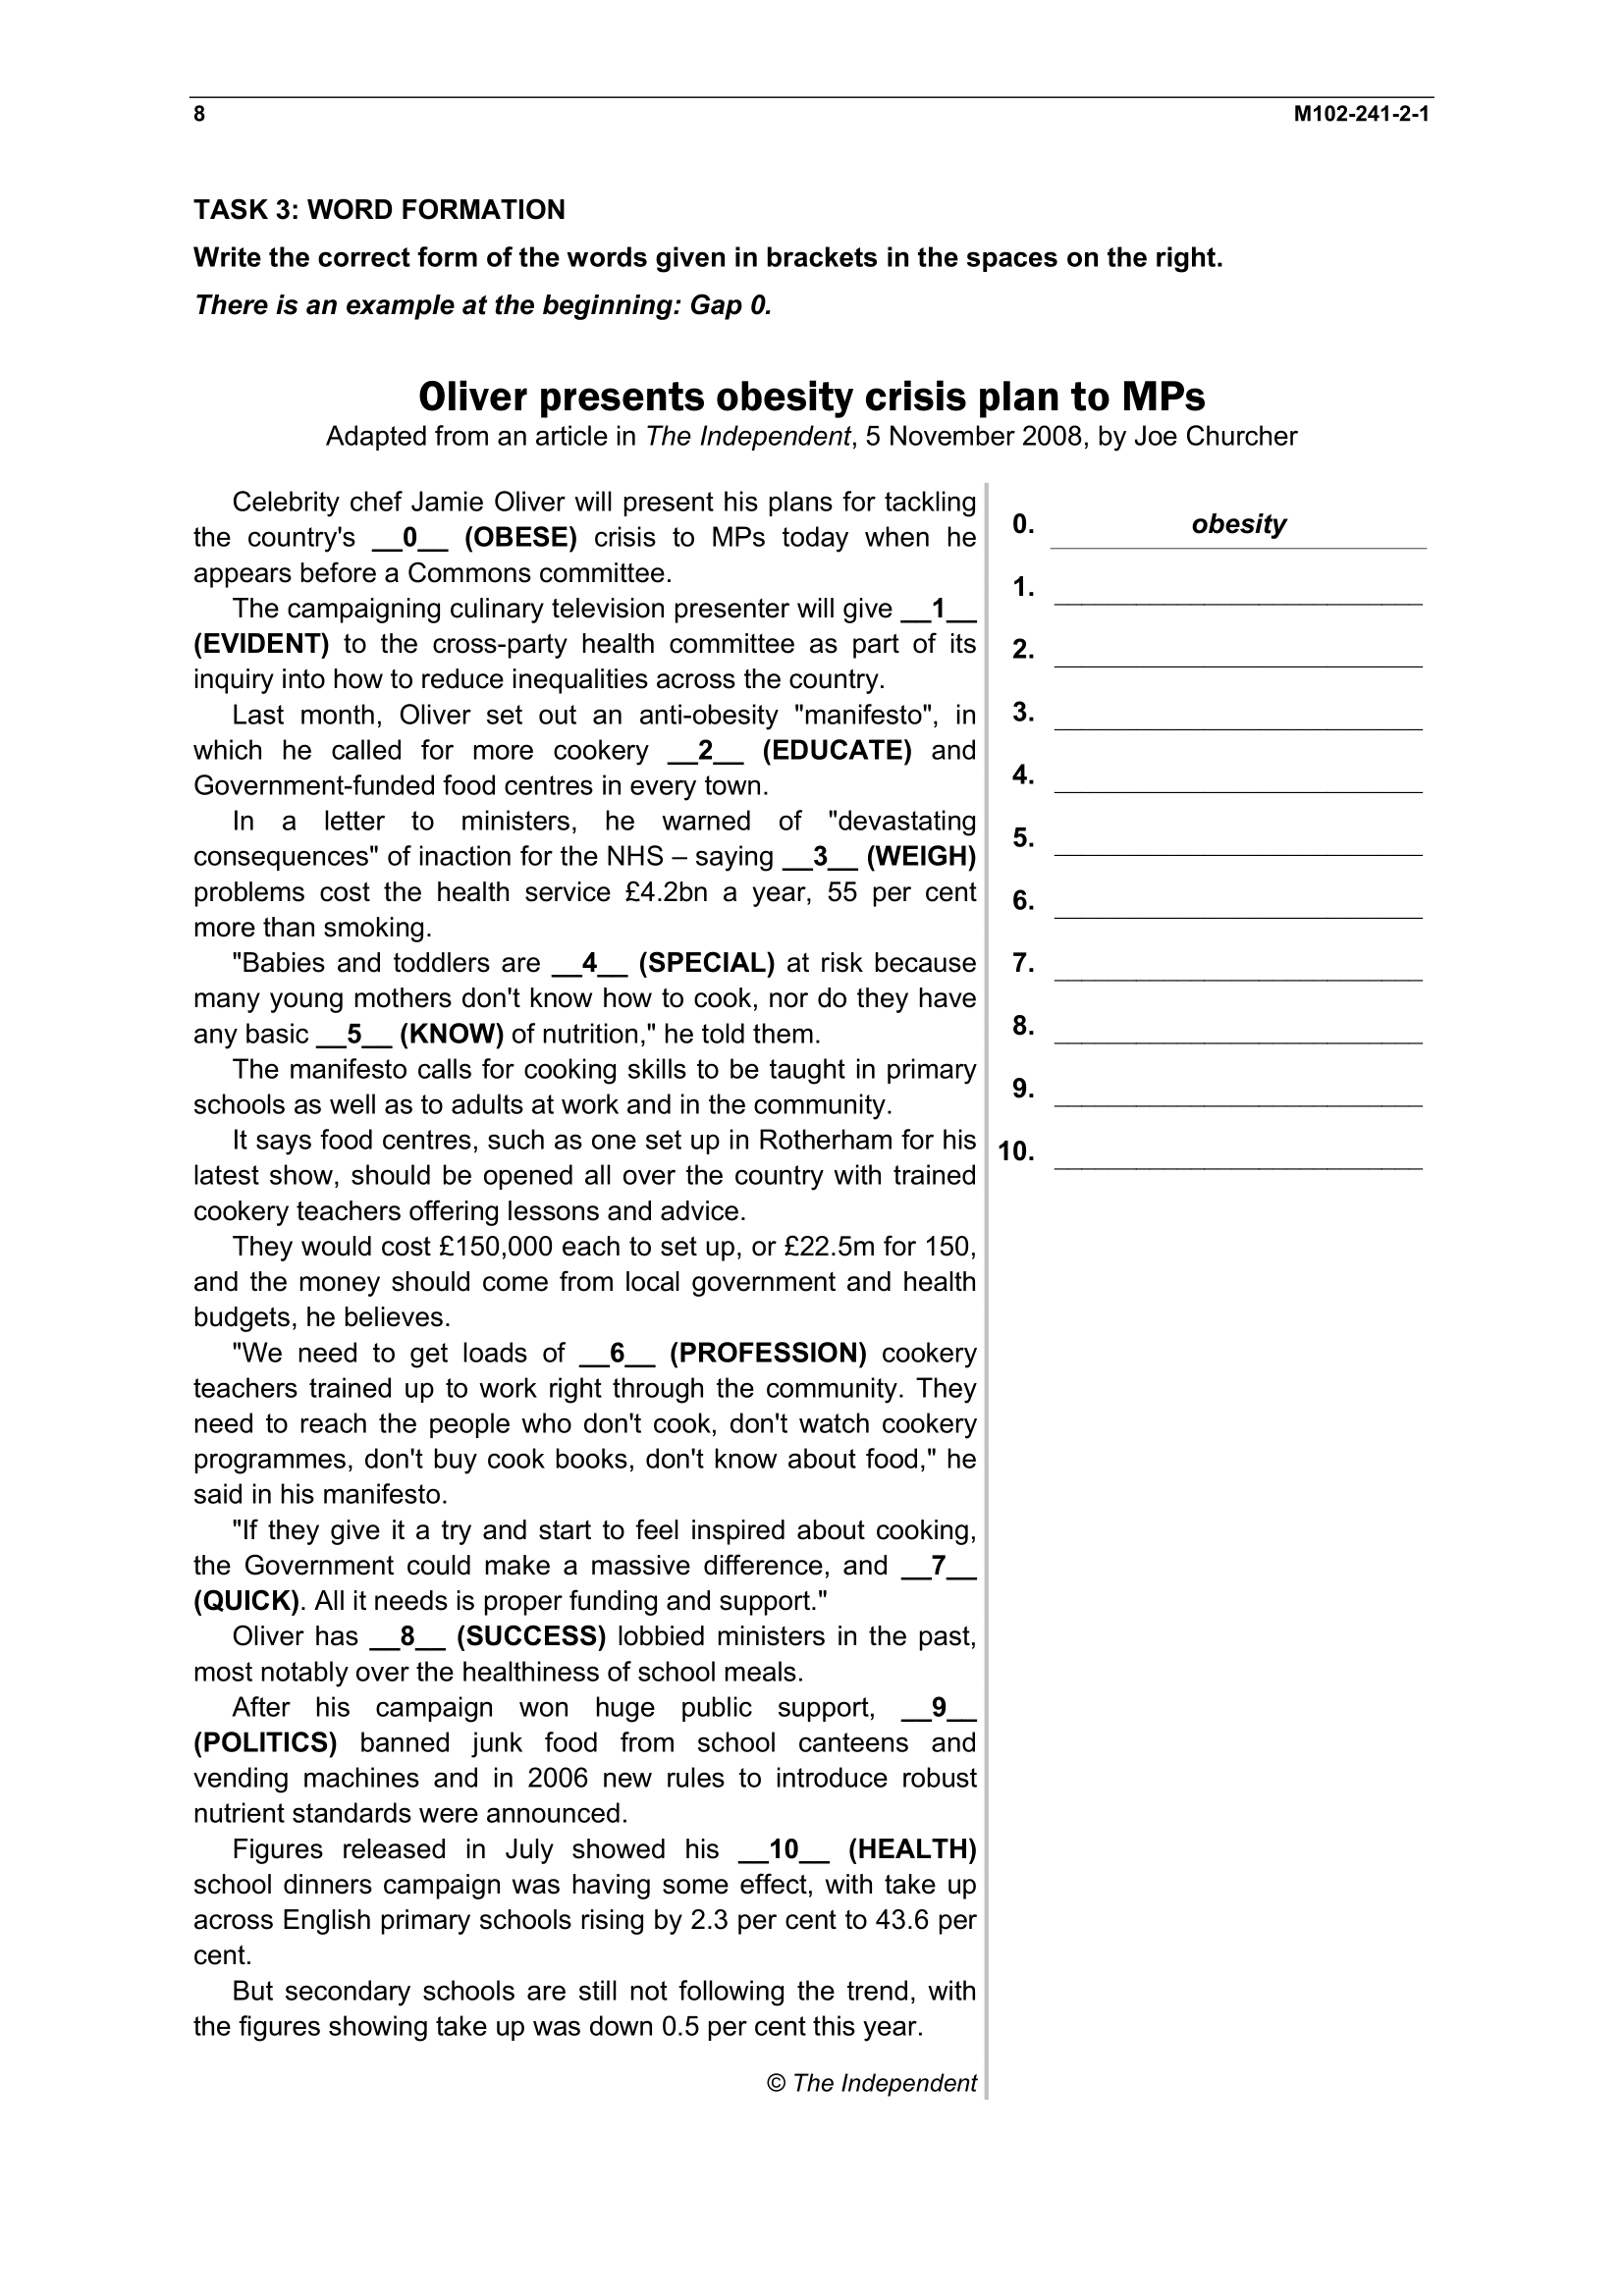 8 M102-241-2-1
TASK 3: WORD FORMATION
Write the correct form of the words given in brackets in the spaces on the right.
There is an example at the beginning: Gap 0.
Oliver presents obesity crisis plan to MPs
Adapted from an article in The Independent, 5 November 2008, by Joe Churcher
Celebrity chef Jamie Oliver will present his plans for tackling
the country's __0__ (OBESE) crisis to MPs today when he
appears before a Commons committee.
The campaigning culinary television presenter will give __1__
(EVIDENT) to the cross-party health committee as part of its
inquiry into how to reduce inequalities across the country.
Last month, Oliver set out an anti-obesity "manifesto", in
which he called for more cookery __2__ (EDUCATE) and
Government-funded food centres in every town.
In a letter to ministers, he warned of "devastating
consequences" of inaction for the NHS – saying __3__ (WEIGH)
problems cost the health service £4.2bn a year, 55 per cent
more than smoking.
"Babies and toddlers are __4__ (SPECIAL) at risk because
many young mothers don't know how to cook, nor do they have
any basic __5__ (KNOW) of nutrition," he told them.
The manifesto calls for cooking skills to be taught in primary
schools as well as to adults at work and in the community.
It says food centres, such as one set up in Rotherham for his
latest show, should be opened all over the country with trained
cookery teachers offering lessons and advice.
They would cost £150,000 each to set up, or £22.5m for 150,
and the money should come from local government and health
budgets, he believes.
"We need to get loads of __6__ (PROFESSION) cookery
teachers trained up to work right through the community. They
need to reach the people who don't cook, don't watch cookery
programmes, don't buy cook books, don't know about food," he
said in his manifesto.
"If they give it a try and start to feel inspired about cooking,
the Government could make a massive difference, and __7__
(QUICK). All it needs is proper funding and support."
Oliver has __8__ (SUCCESS) lobbied ministers in the past,
most notably over the healthiness of school meals.
After his campaign won huge public support, __9__
(POLITICS) banned junk food from school canteens and
vending machines and in 2006 new rules to introduce robust
nutrient standards were announced.
Figures released in July showed his __10__ (HEALTH)
school dinners campaign was having some effect, with take up
across English primary schools rising by 2.3 per cent to 43.6 per
cent.
But secondary schools are still not following the trend, with
the figures showing take up was down 0.5 per cent this year.
© The Independent
0. obesity
1.
2.
3.
4.
5.
6.
7.
8.
9.
10.